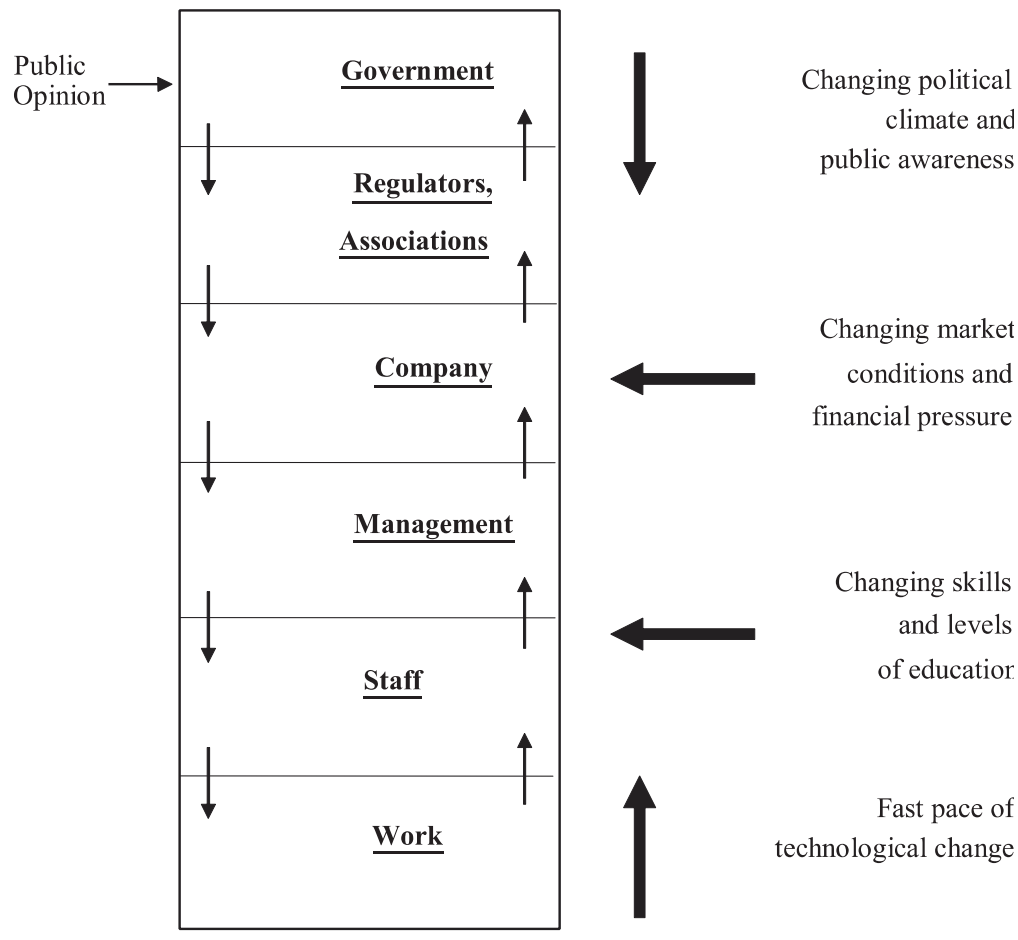 Public
Opinion
Government
Regulators,
Associations
Company
Management
Staff
Work
Changing political
climate and
public awareness
Changing market
conditions and
financial pressure
Changing skills
and levels
of education
Fast pace of
technological change